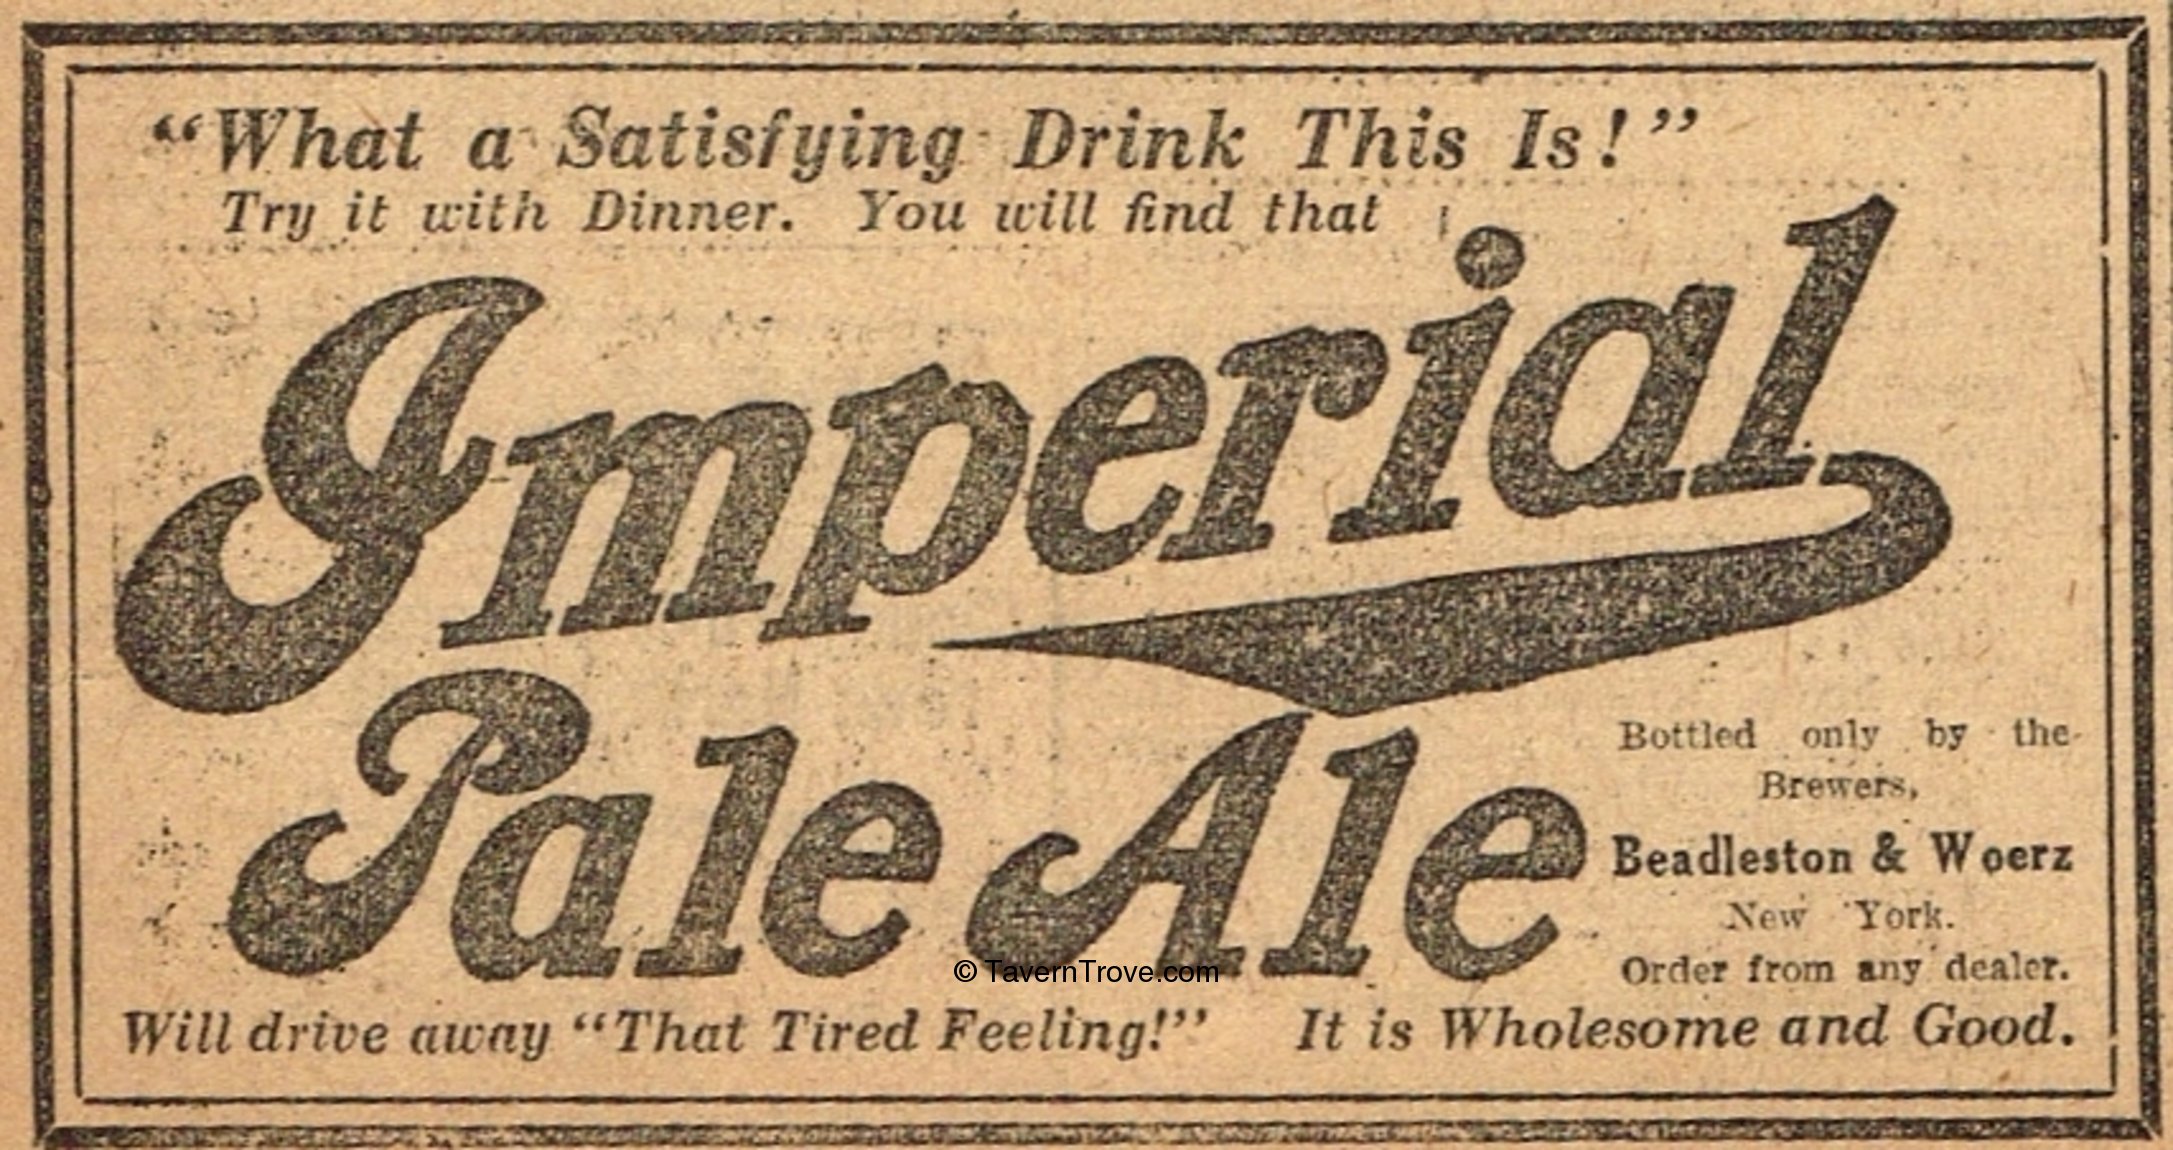 “What a Satisfying Drink This Is!”
Try it with Dinner. You will find that
Imperial
Pale Ale
Bottled only by the
Brewers,
Beadleston & Woerz
New York.
Order from any dealer.
© TavernTrove.com
Will drive away “That Tired Feeling!” It is Wholesome and Good.